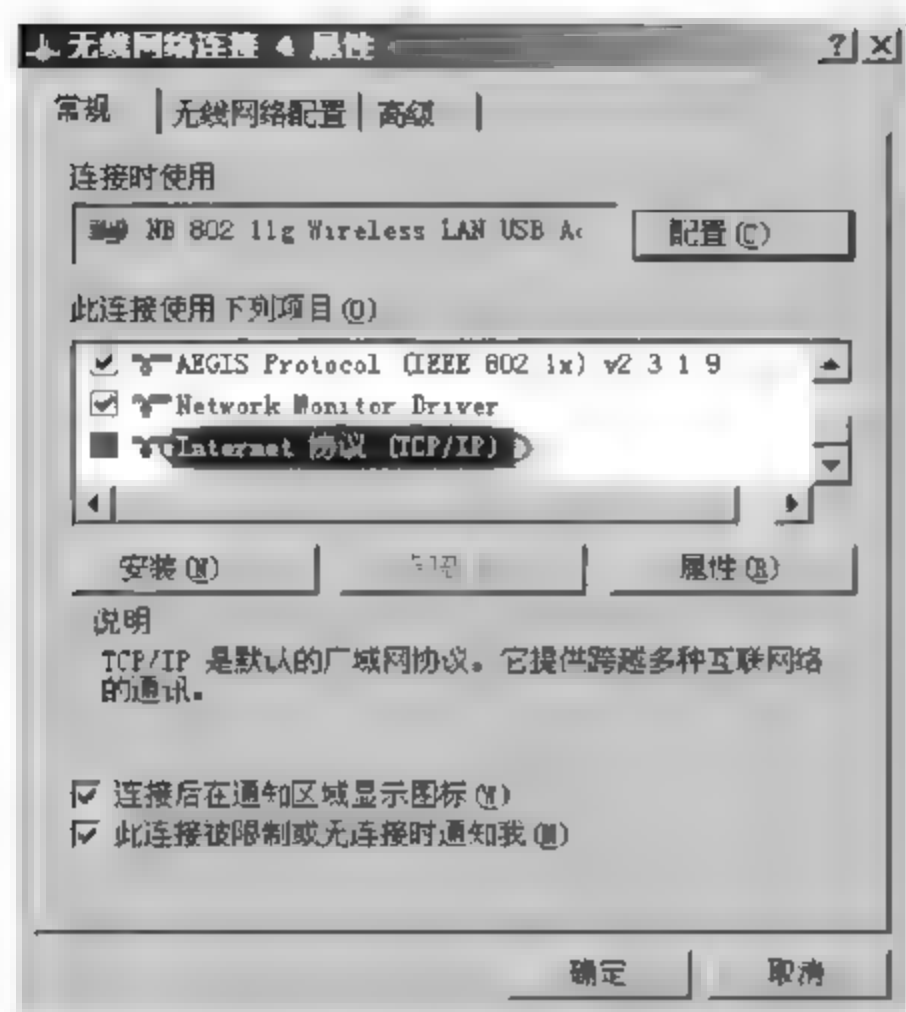 无线网络连接 4 属性
? X
常规 无线网络配置 高级
连接时使用
NB 802 11g Wireless LAN USB Ac
配置(C)
此连接使用下列项目(O)
AEGIS Protocol (IEEE 802 1x) v2 3 1 9
Network Monitor Driver
Internet 协议 (TCP/IP)
安装(N) 属性(R)
说明
TCP/IP 是默认的广域网协议。它提供跨越多种互联网络
的通讯。
连接后在通知区域显示图标(W)
此连接被限制或无连接时通知我(M)
确定 取消